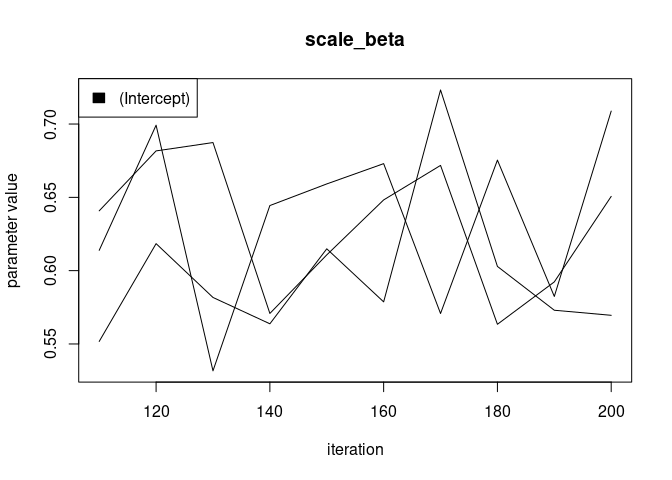 scale_beta
(Intercept)
parameter value
0.70
0.65
0.60
0.55
120 140 160 180 200
iteration